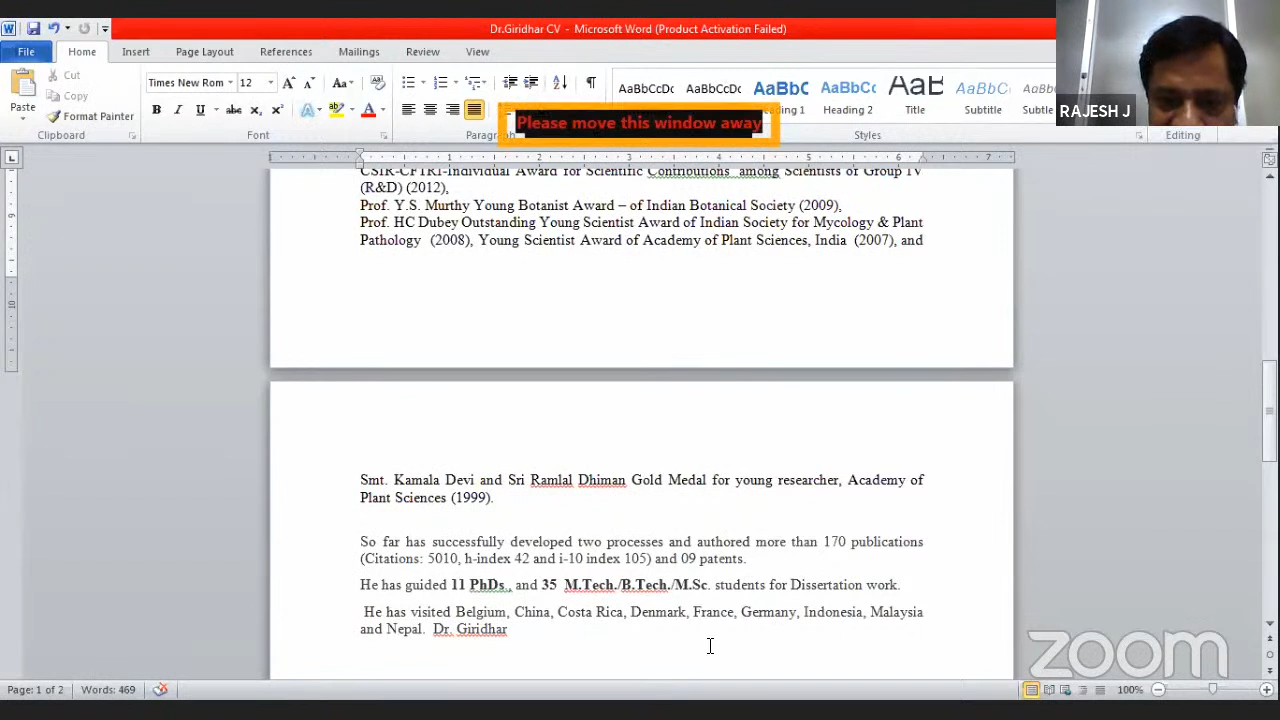 Dr.Giridhar CV - Microsoft Word (Product Activation Failed)
File Home Insert Page Layout References Mailings Review View
Paste
Cut
Copy
Format Painter
Clipboard
Times New Rom 12
Font
Paragraph
AaBbCcDc AaBbCcDc AaBbC AaBbCc AaB AaBbCc
eading 1 Heading 2 Title Subtitle
Styles
Editing
Please move this window away
RAJESH J
CSIR-CFTRI-Individual Award for Scientific Contributions among Scientists of Group IV
(R&D) (2012),
Prof. Y.S. Murthy Young Botanist Award – of Indian Botanical Society (2009),
Prof. HC Dubey Outstanding Young Scientist Award of Indian Society for Mycology & Plant
Pathology (2008), Young Scientist Award of Academy of Plant Sciences, India (2007), and
Smt. Kamala Devi and Sri Ramlal Dhiman Gold Medal for young researcher, Academy of
Plant Sciences (1999).
So far has successfully developed two processes and authored more than 170 publications
(Citations: 5010, h-index 42 and i-10 index 105) and 09 patents.
He has guided 11 PhDs., and 35 M.Tech./B.Tech./M.Sc. students for Dissertation work.
He has visited Belgium, China, Costa Rica, Denmark, France, Germany, Indonesia, Malaysia
and Nepal. Dr. Giridhar
zoom
Page: 1 of 2 Words: 469 100%